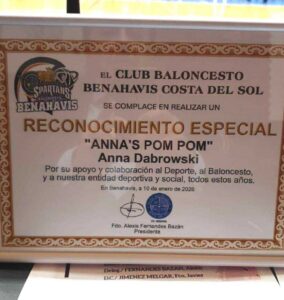 SPARTANS
BENAHAVIS
EL CLUB BALONCESTO
BENAHAVIS COSTA DEL SOL
SE COMPLACE EN REALIZAR UN
RECONOCIMIENTO ESPECIAL
"ANNA'S POM POM"
Anna Dabrowski
Por su apoyo y colaboración al Deporte, al Baloncesto,
y a nuestra entidad deportiva y social, todos estos años.
En Benahavis, a 10 de enero de 2026
Fdo. Alexis Fernandes Bazán
Presidente